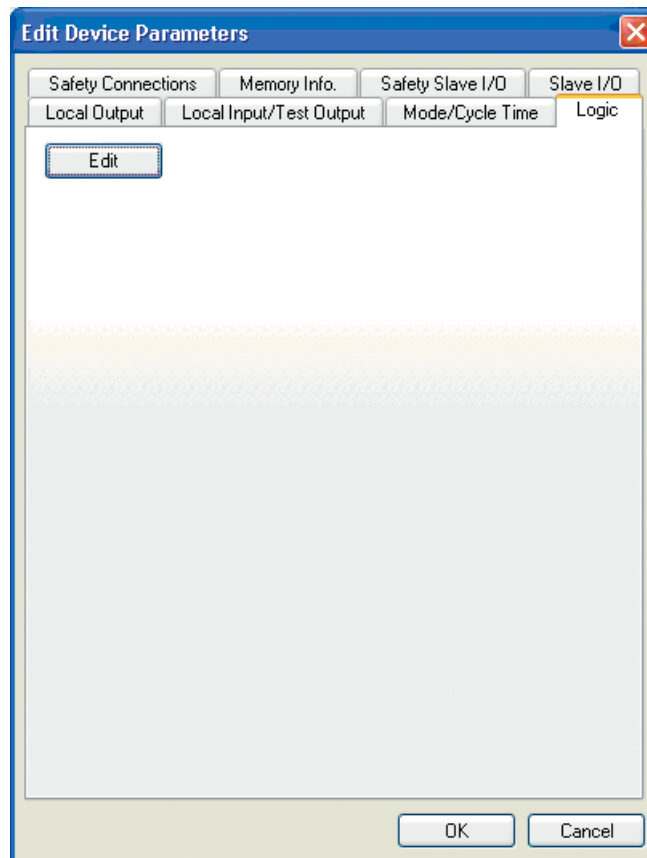 Edit Device Parameters
Safety Connections Memory Info. Safety Slave I/O Slave I/O
Local Output Local Input/Test Output Mode/Cycle Time Logic
Edit
OK Cancel